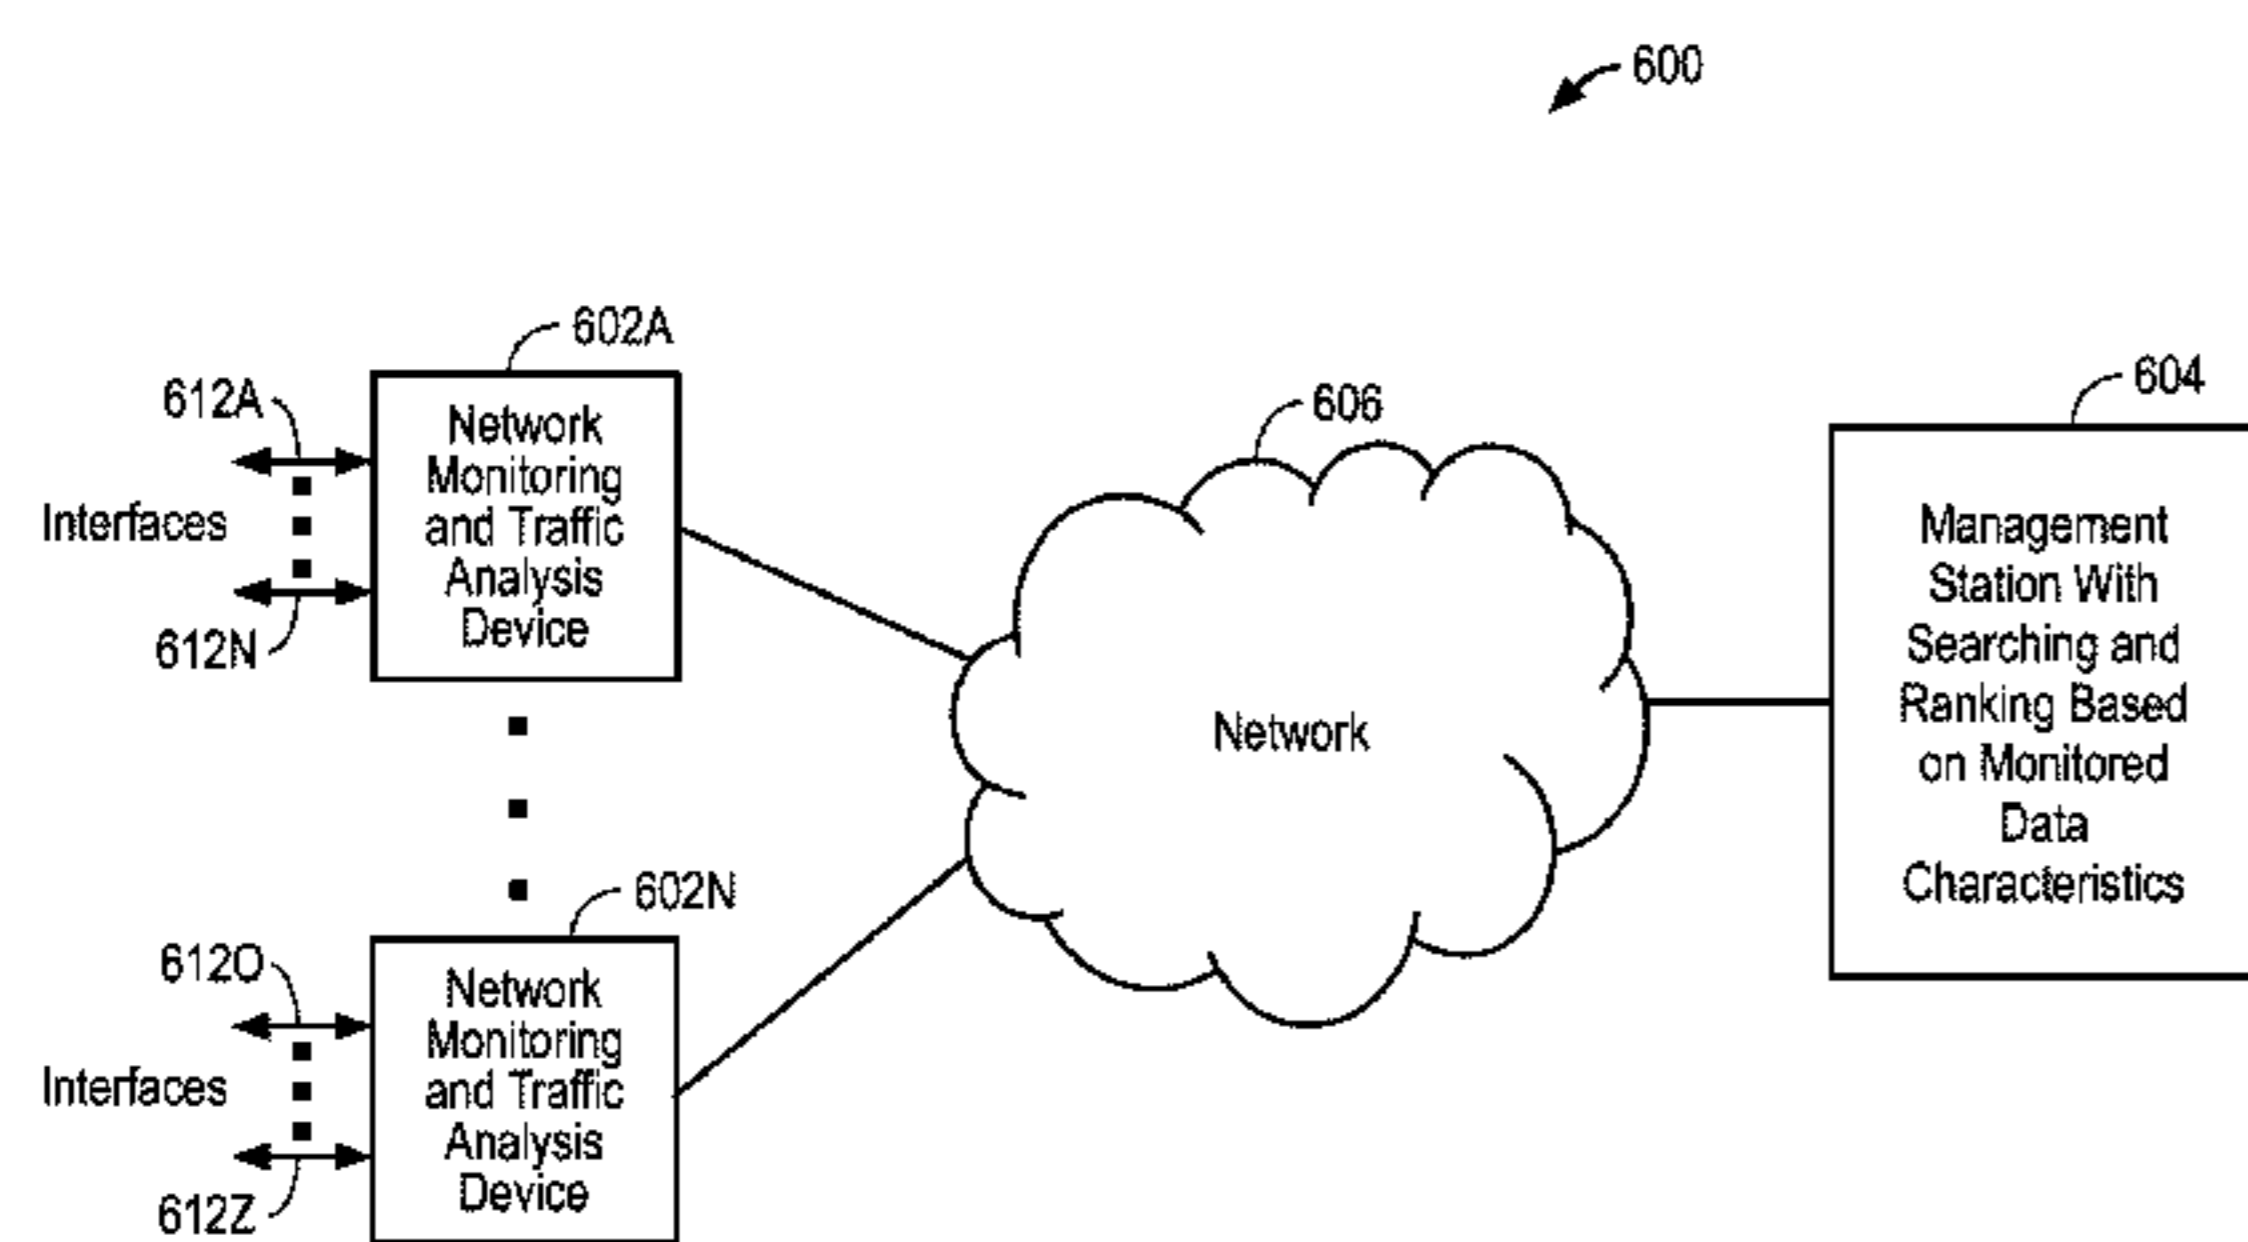 600
602A
612A
Network
Monitoring
and Traffic
Analysis
Device
Interfaces
612N
606
Network
604
Management
Station With
Searching and
Ranking Based
on Monitored
Data
Characteristics
602N
612O
Network
Monitoring
and Traffic
Analysis
Device
Interfaces
612Z